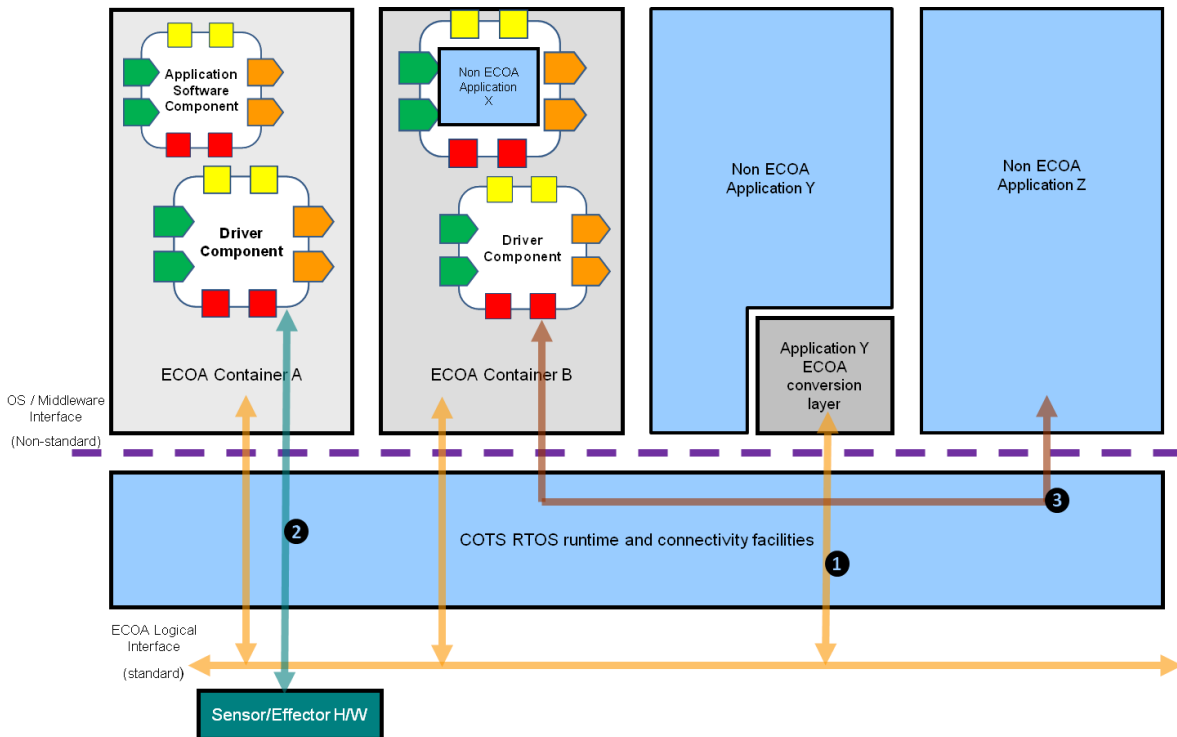 Application
Software
Component
Driver
Component
ECOA Container A
Non ECOA
Application
X
Driver
Component
ECOA Container B
Non ECOA
Application Y
Application Y
ECOA
conversion
layer
Non ECOA
Application Z
OS / Middleware
Interface
(Non-standard)
2
3
COTS RTOS runtime and connectivity facilities
1
ECOA Logical
Interface
(standard)
Sensor/Effector H/W